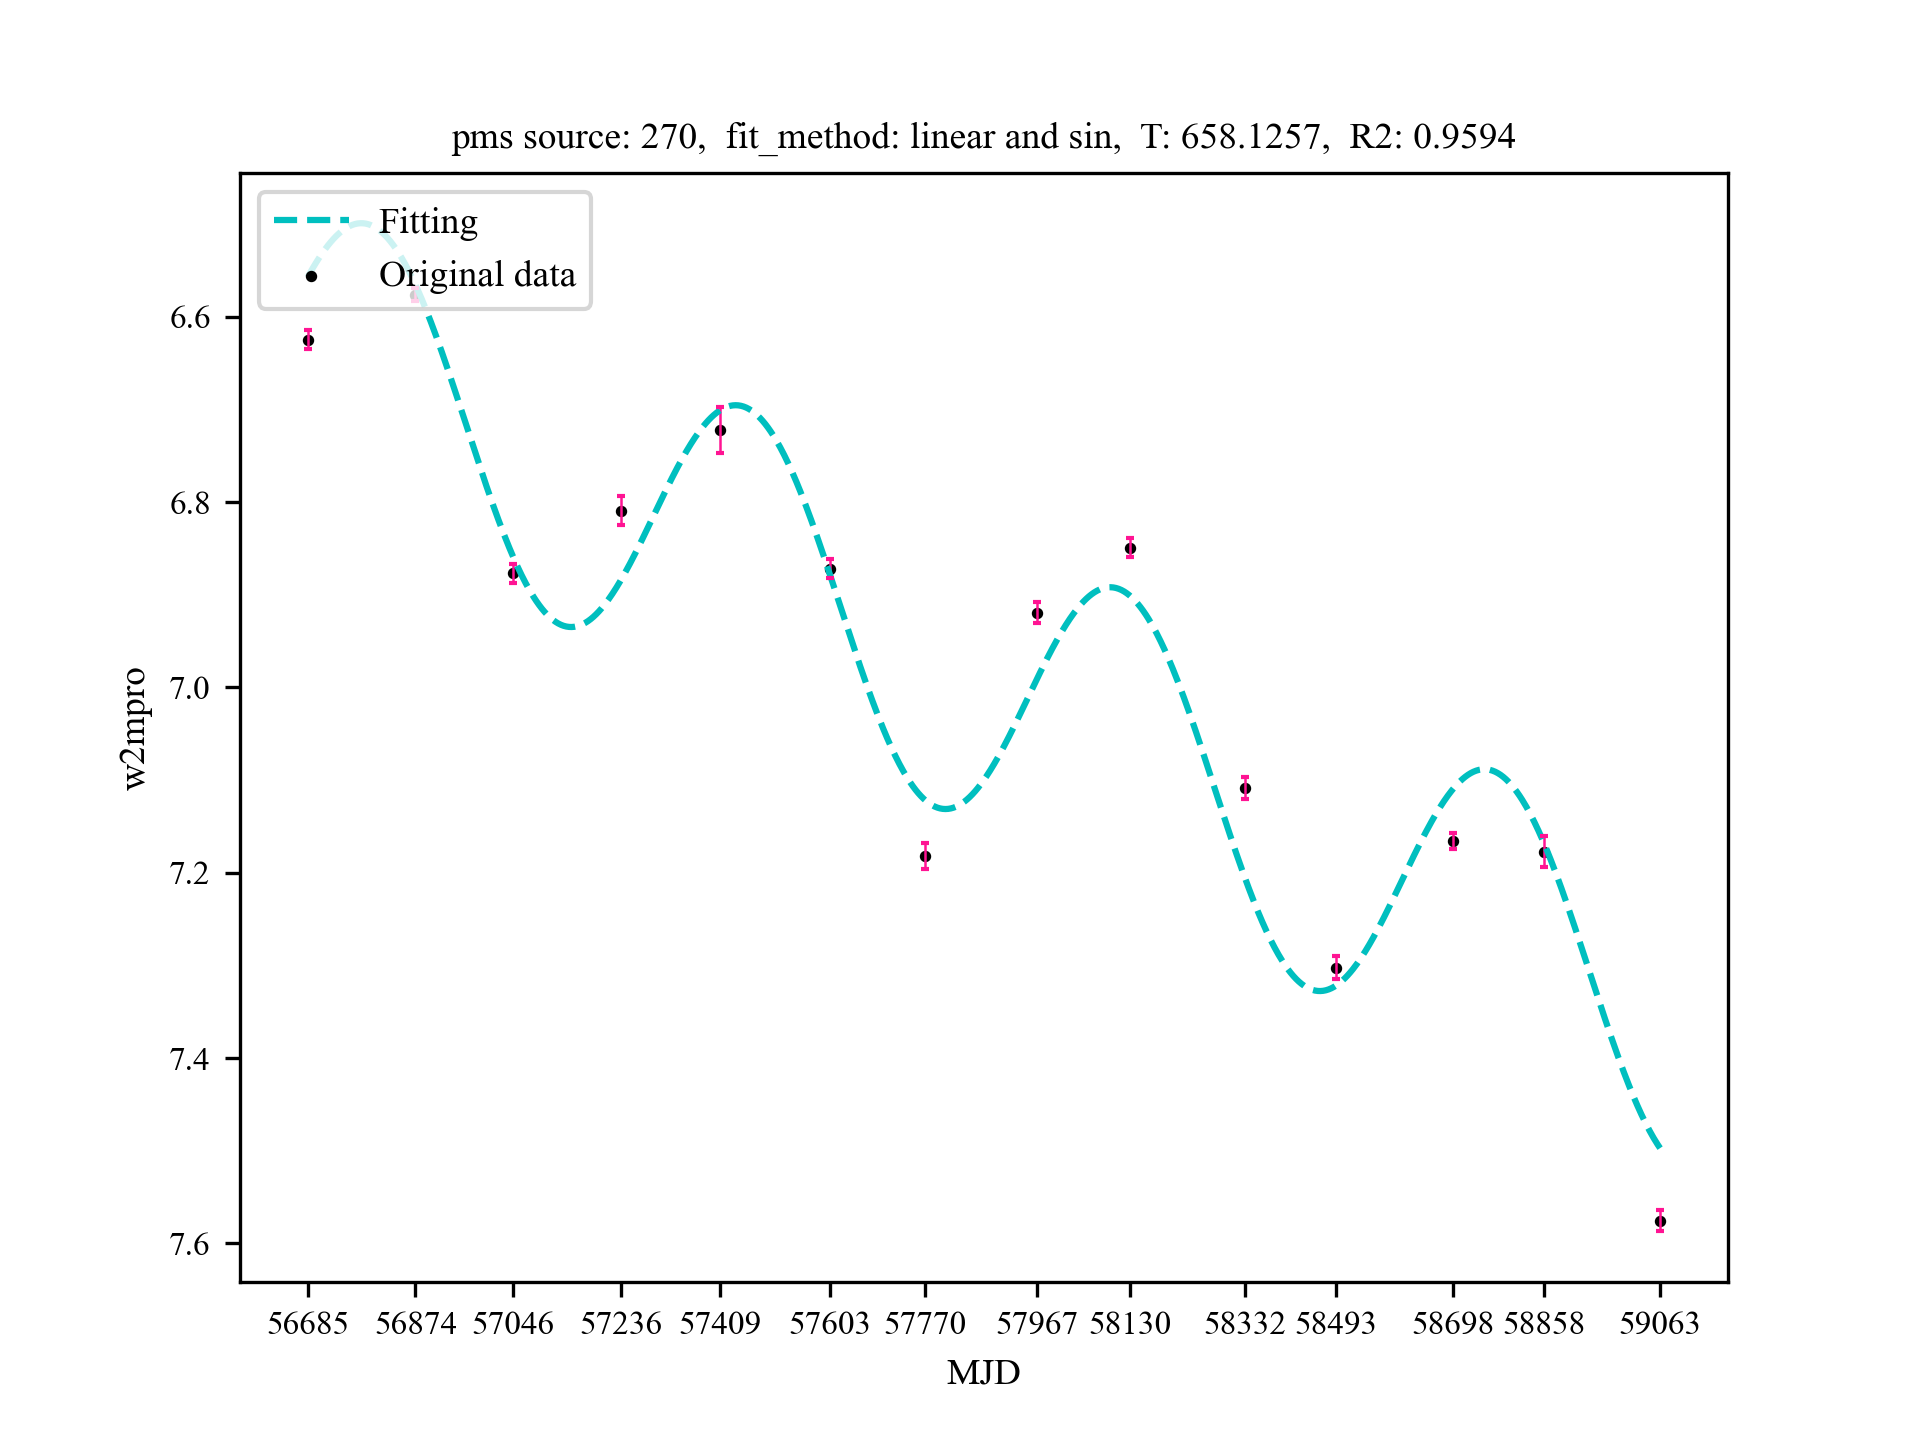 pms source: 270, fit_method: linear and sin, T: 658.1257, R2: 0.9594
Fitting
Original data
6.6
6.8
7.0
7.2
7.4
7.6
w2mpro
56685 56874 57046 57236 57409 57603 57770 57967 58130 58332 58493 58698 58858 59063
MJD